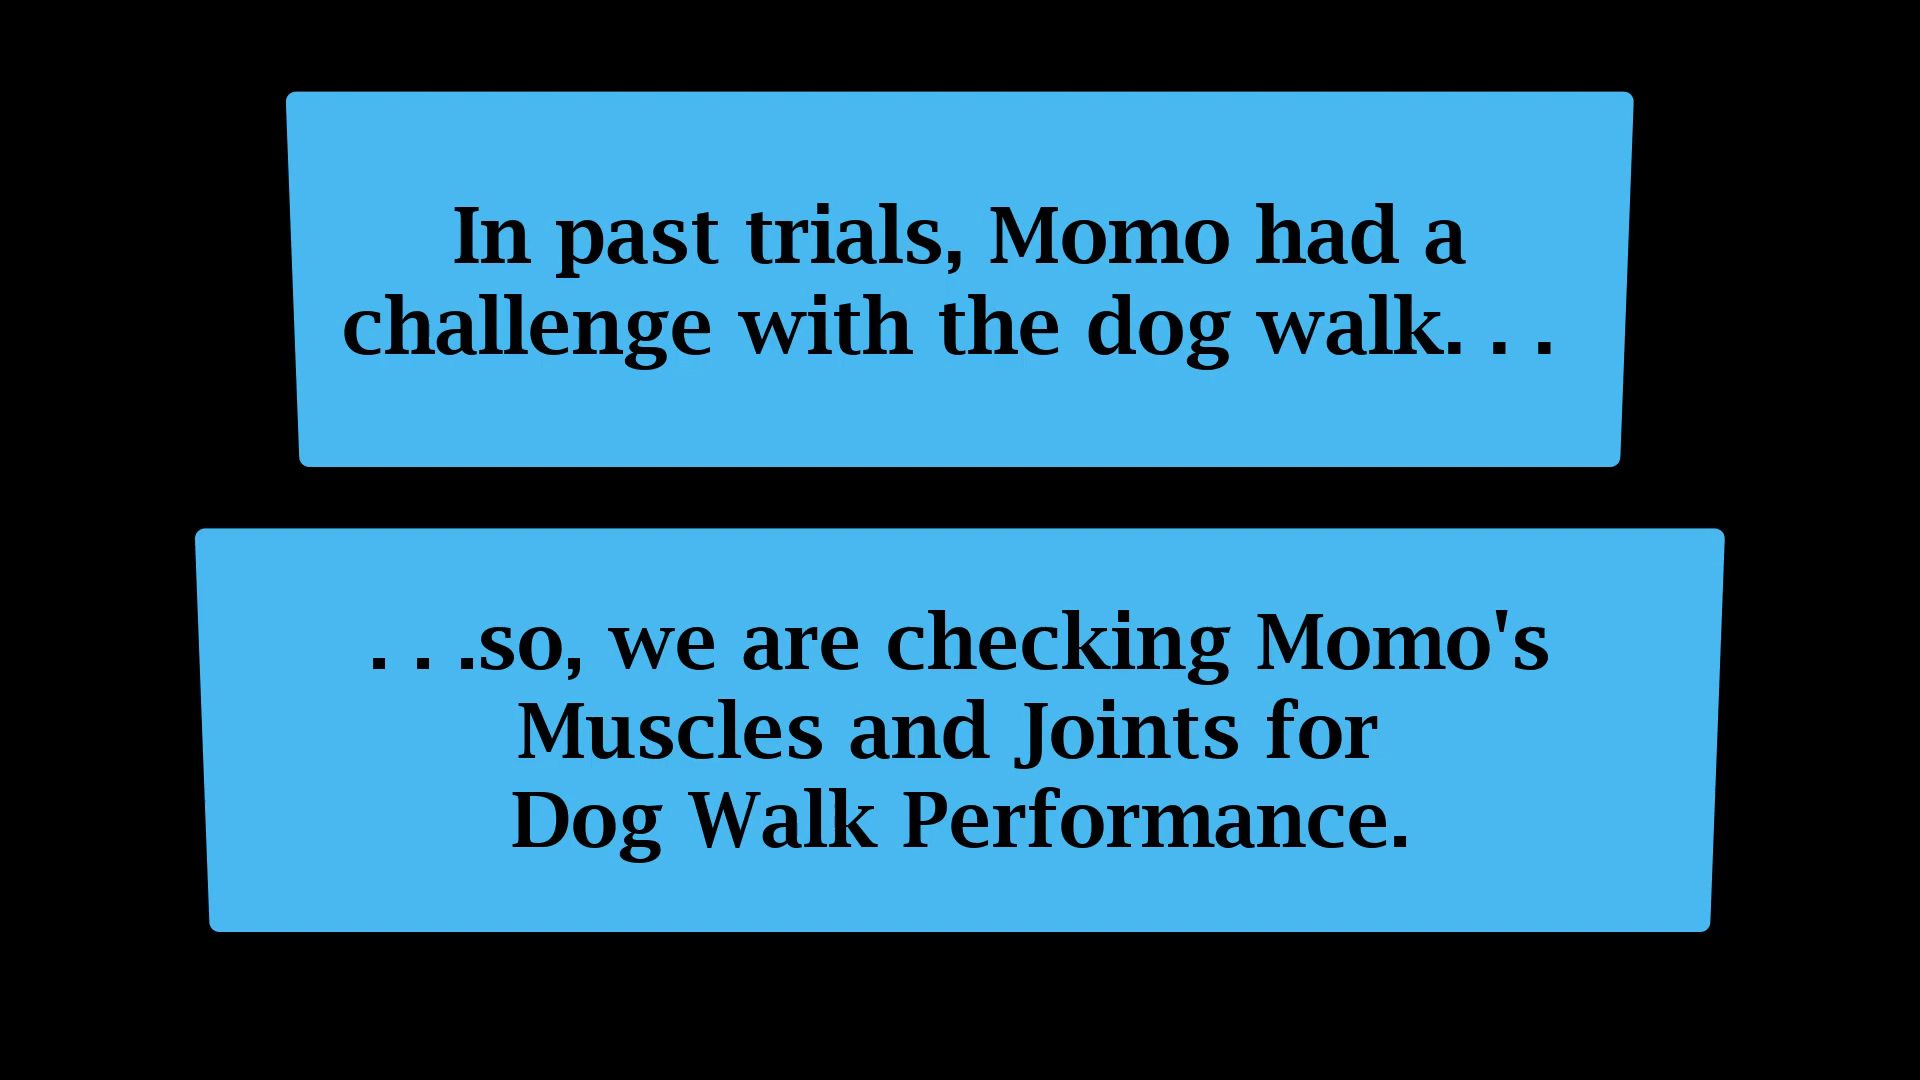 In past trials, Momo had a
challenge with the dog walk. . .
. . .so, we are checking Momo's
Muscles and Joints for
Dog Walk Performance.